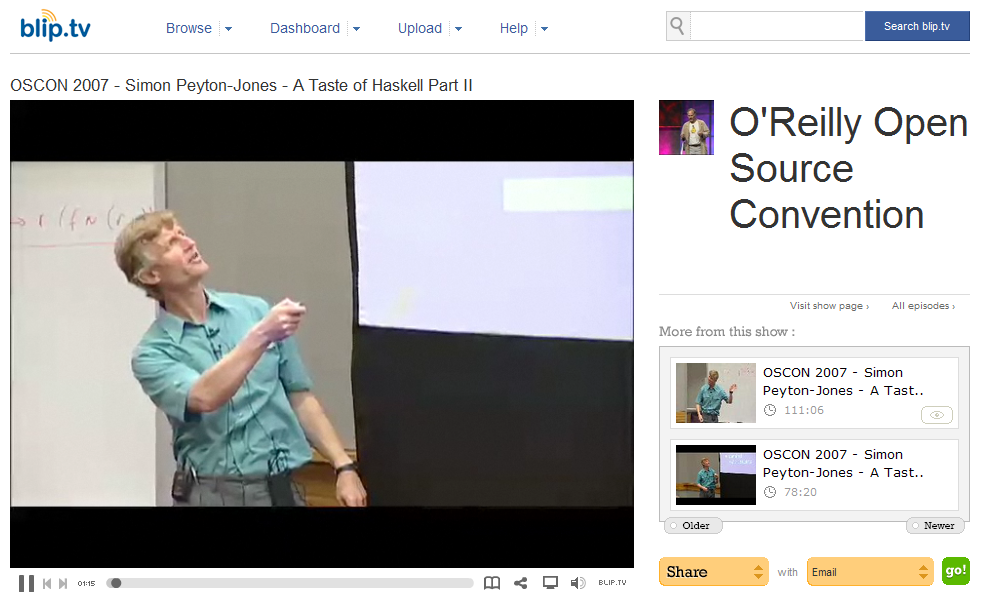 blip.tv
Browse
Dashboard
Upload
Help
Search blip.tv
OSCON 2007 - Simon Peyton-Jones - A Taste of Haskell Part II
O'Reilly Open
Source
Convention
Visit show page ›
All episodes ›
More from this show :
OSCON 2007 - Simon
Peyton-Jones - A Tast..
111:06
OSCON 2007 - Simon
Peyton-Jones - A Tast..
78:20
Older
Newer
Share
with
Email
go!
01:15
BLIP.TV